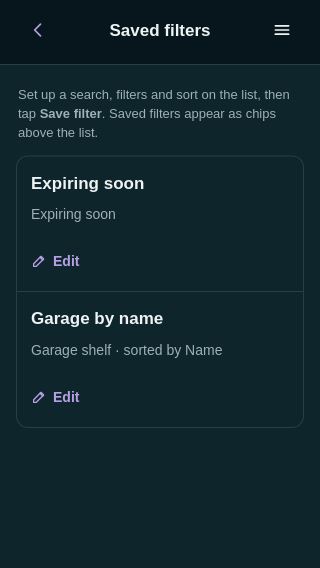 Saved filters
Set up a search, filters and sort on the list, then
tap Save filter. Saved filters appear as chips
above the list.
Expiring soon
Expiring soon
Edit
Garage by name
Garage shelf · sorted by Name
Edit